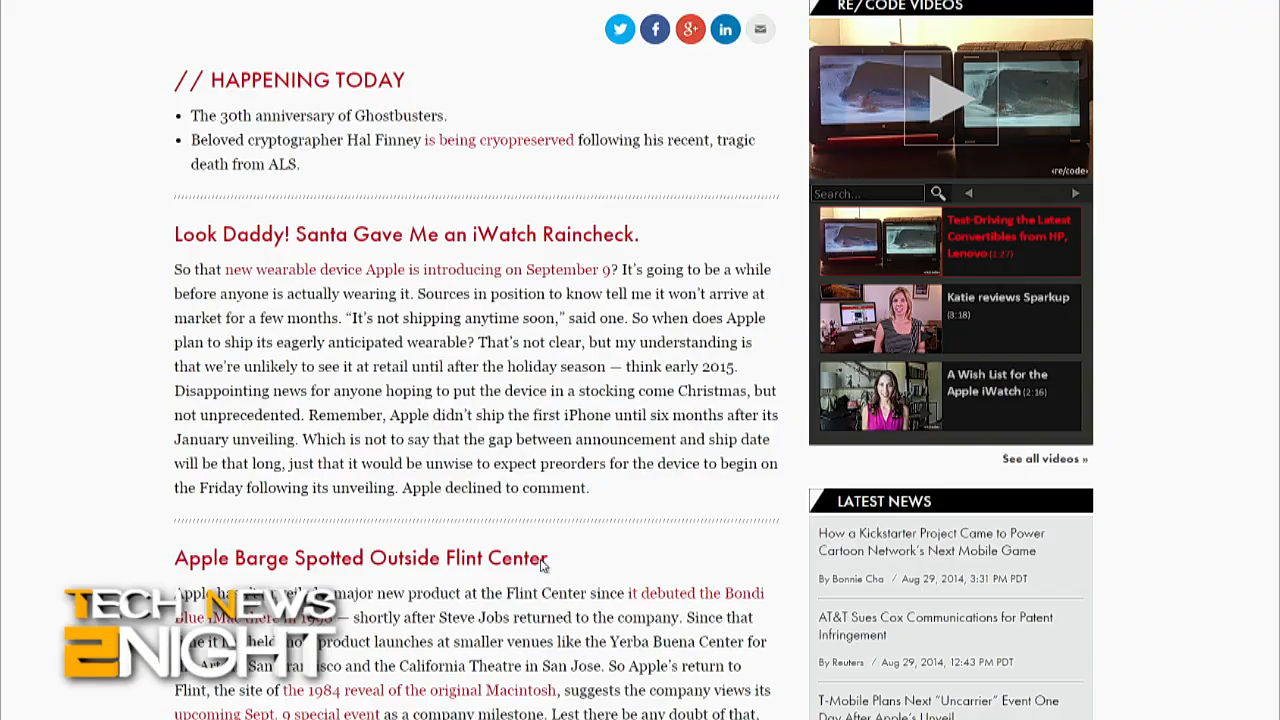 // HAPPENING TODAY
• The 30th anniversary of Ghostbusters.
• Beloved cryptographer Hal Finney is being cryopreserved following his recent, tragic
death from ALS.
Look Daddy! Santa Gave Me an iWatch Raincheck.
So that new wearable device Apple is introducing on September 9? It’s going to be a while
before anyone is actually wearing it. Sources in position to know tell me it won’t arrive at
market for a few months. “It’s not shipping anytime soon,” said one. So when does Apple
plan to ship its eagerly anticipated wearable? That’s not clear, but my understanding is
that we’re unlikely to see it at retail until after the holiday season — think early 2015.
Disappointing news for anyone hoping to put the device in a stocking come Christmas, but
not unprecedented. Remember, Apple didn’t ship the first iPhone until six months after its
January unveiling. Which is not to say that the gap between announcement and ship date
will be that long, just that it would be unwise to expect preorders for the device to begin on
the Friday following its unveiling. Apple declined to comment.
Apple Barge Spotted Outside Flint Center
Apple major new product at the Flint Center since it debuted the Bondi
Blue iMac there in 1998 — shortly after Steve Jobs returned to the company. Since that
held product launches at smaller venues like the Yerba Buena Center for
San Francisco and the California Theatre in San Jose. So Apple’s return to
Flint, the site of the 1984 reveal of the original Macintosh, suggests the company views its
upcoming Sept. 9 special event as a company milestone. Lest there be any doubt of that,
TECH NEWS
2NIGHT
RE/CODE VIDEOS
<re/code>
Search...
Test-Driving the Latest
Convertibles from HP,
Lenovo (1:27)
Katie reviews Sparkup
(3:18)
A Wish List for the
Apple iWatch (2:16)
See all videos »
LATEST NEWS
How a Kickstarter Project Came to Power
Cartoon Network’s Next Mobile Game
By Bonnie Cha / Aug 29, 2014, 3:31 PM PDT
AT&T Sues Cox Communications for Patent
Infringement
By Reuters / Aug 29, 2014, 12:43 PM PDT
T-Mobile Plans Next “Uncarrier” Event One
Day After Apple’s Unveil